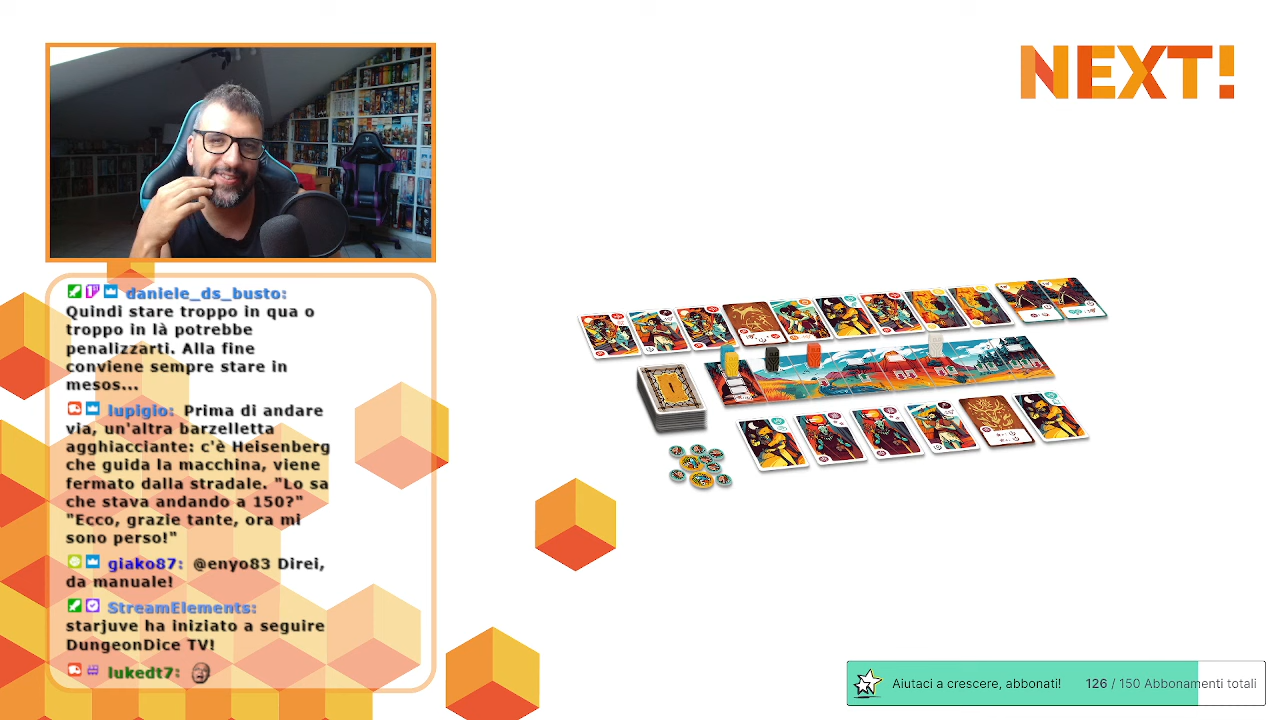 NEXT!
daniele_ds_busto:
Quindi stare troppo in qua o
troppo in là potrebbe
penalizzarti. Alla fine
conviene sempre stare in
mesos...
lupigio: Prima di andare
via, un'altra barzelletta
agghiacciante: c'è Heisenberg
che guida la macchina, viene
fermato dalla stradale. "Lo sa
che stava andando a 150?"
"Ecco, grazie tante, ora mi
sono perso!"
giako87: @enyo83 Direi,
da manuale!
StreamElements:
starjuve ha iniziato a seguire
DungeonDice TV!
lukedt7:
Aiutaci a crescere, abbonati! 126 / 150 Abbonamenti totali